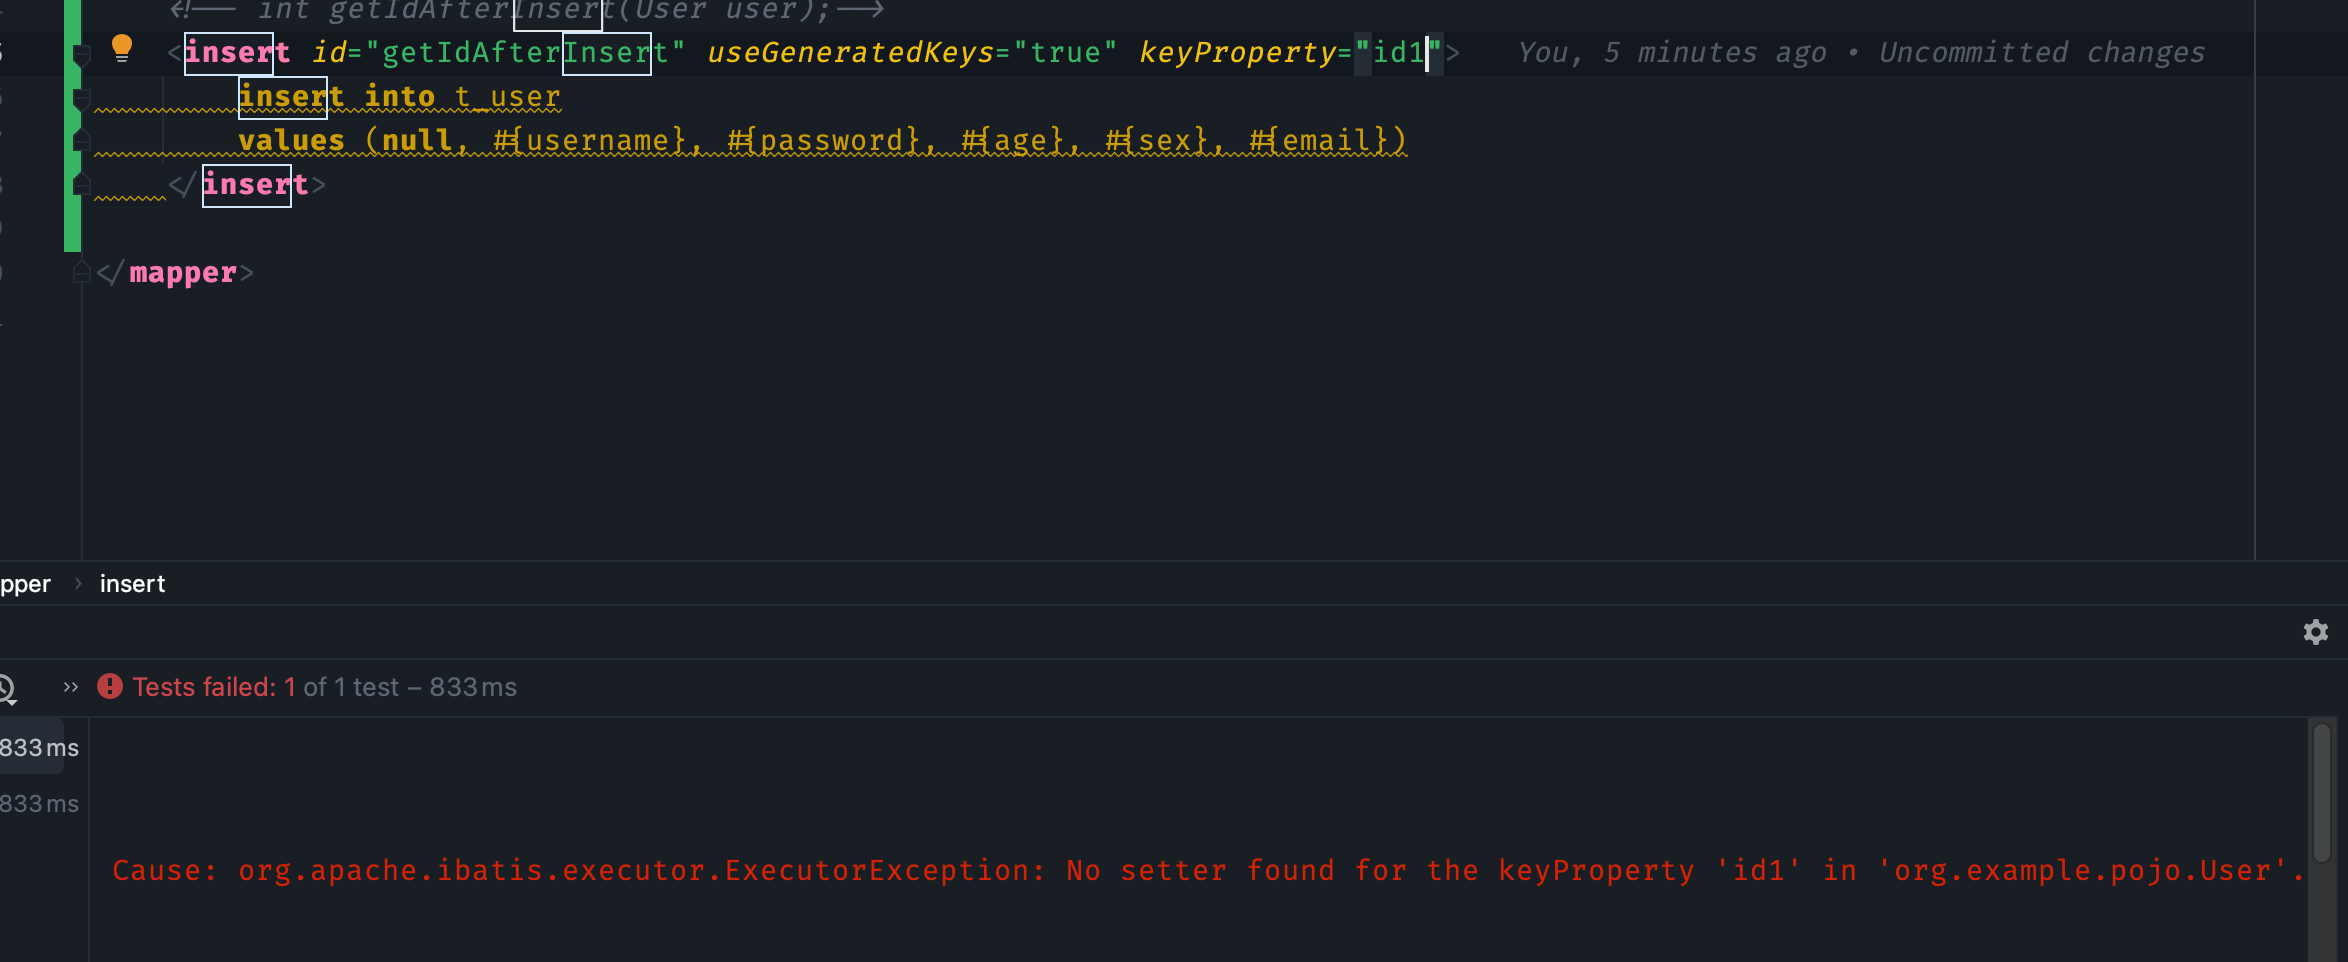 <!-- int getIdAfterInsert(User user);-->
<insert id="getIdAfterInsert" useGeneratedKeys="true" keyProperty="id1"> You, 5 minutes ago • Uncommitted changes
insert into t_user
values (null, #{username}, #{password}, #{age}, #{sex}, #{email})
</insert>
</mapper>
pper › insert
» Tests failed: 1 of 1 test – 833 ms
833 ms
833 ms
Cause: org.apache.ibatis.executor.ExecutorException: No setter found for the keyProperty 'id1' in 'org.example.pojo.User'.